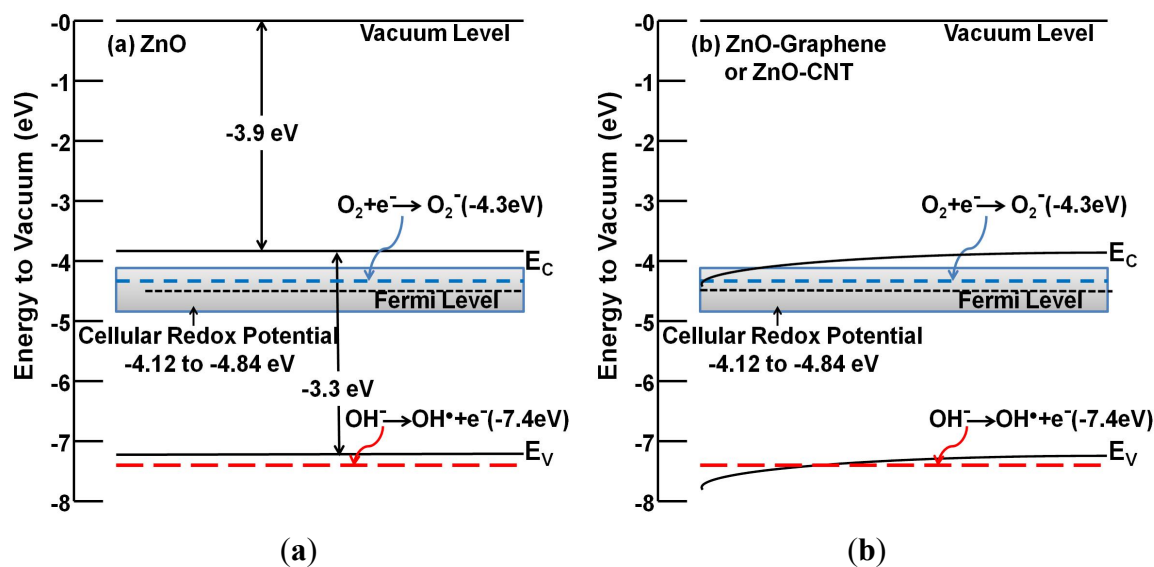 Energy to Vacuum (eV)
-0
-1
-2
-3
-4
-5
-6
-7
-8
(a) ZnO
Vacuum Level
-3.9 eV
O₂+e⁻→O₂⁻(-4.3eV)
E_C
Fermi Level
Cellular Redox Potential
-4.12 to -4.84 eV
-3.3 eV
OH⁻→OH•+e⁻(-7.4eV)
E_V
(a)
Energy to Vacuum (eV)
-0
-1
-2
-3
-4
-5
-6
-7
-8
Vacuum Level
(b) ZnO-Graphene
or ZnO-CNT
O₂+e⁻→O₂⁻(-4.3eV)
E_C
Fermi Level
Cellular Redox Potential
-4.12 to -4.84 eV
OH⁻→OH•+e⁻(-7.4eV)
E_V
(b)